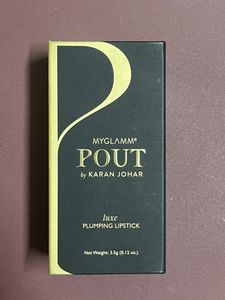 MYGLAMM®
POUT
by KARAN JOHAR
luxe
PLUMPING LIPSTICK
Net Weight: 3.5g (0.12 oz.)